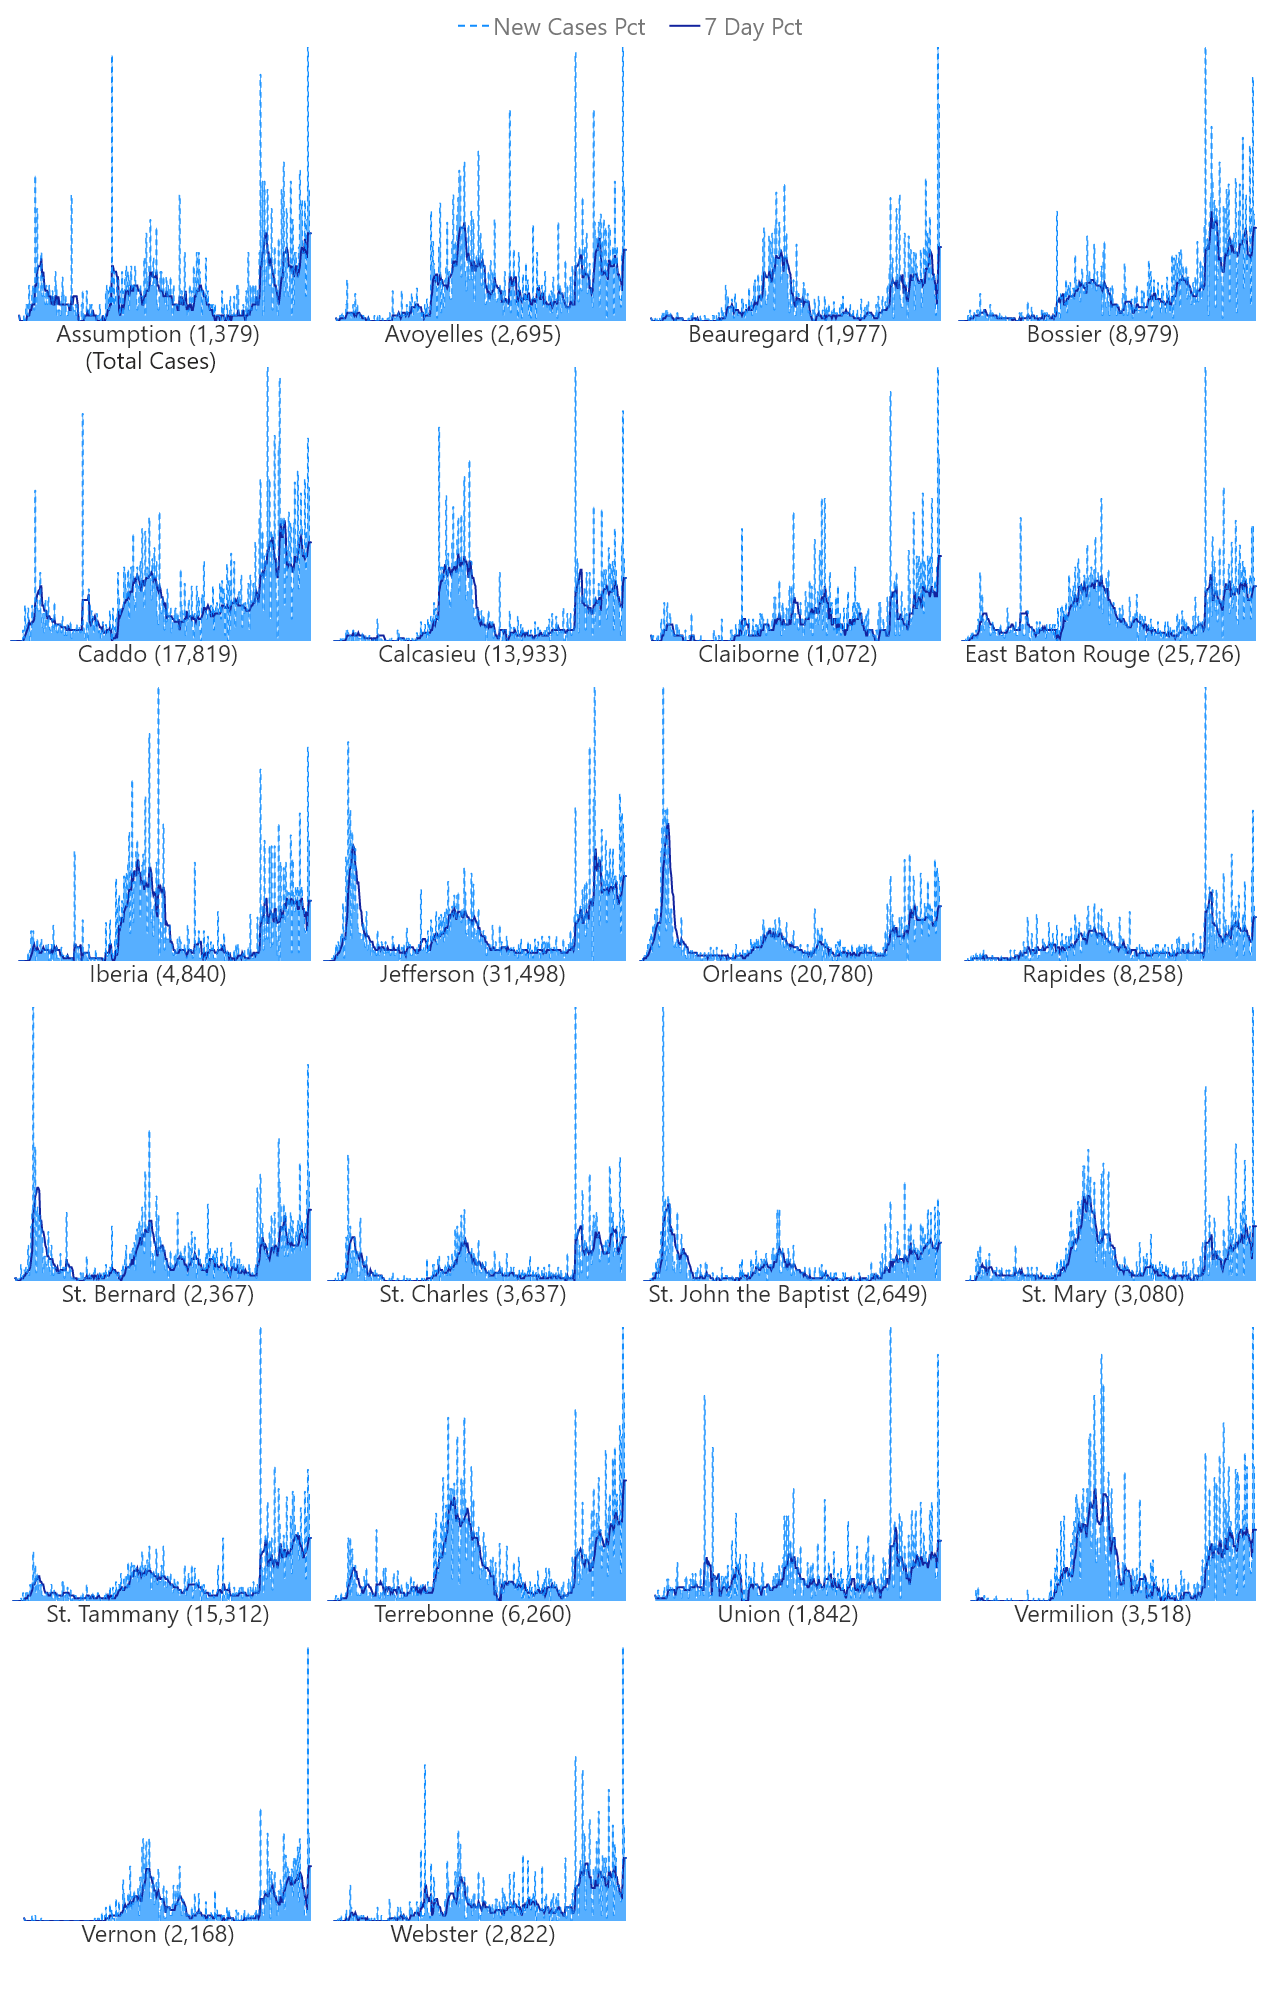 New Cases Pct 7 Day Pct
Assumption (1,379) Avoyelles (2,695) Beauregard (1,977) Bossier (8,979)
(Total Cases)
Caddo (17,819) Calcasieu (13,933) Claiborne (1,072) East Baton Rouge (25,726)
Iberia (4,840) Jefferson (31,498) Orleans (20,780) Rapides (8,258)
St. Bernard (2,367) St. Charles (3,637) St. John the Baptist (2,649) St. Mary (3,080)
St. Tammany (15,312) Terrebonne (6,260) Union (1,842) Vermilion (3,518)
Vernon (2,168) Webster (2,822)